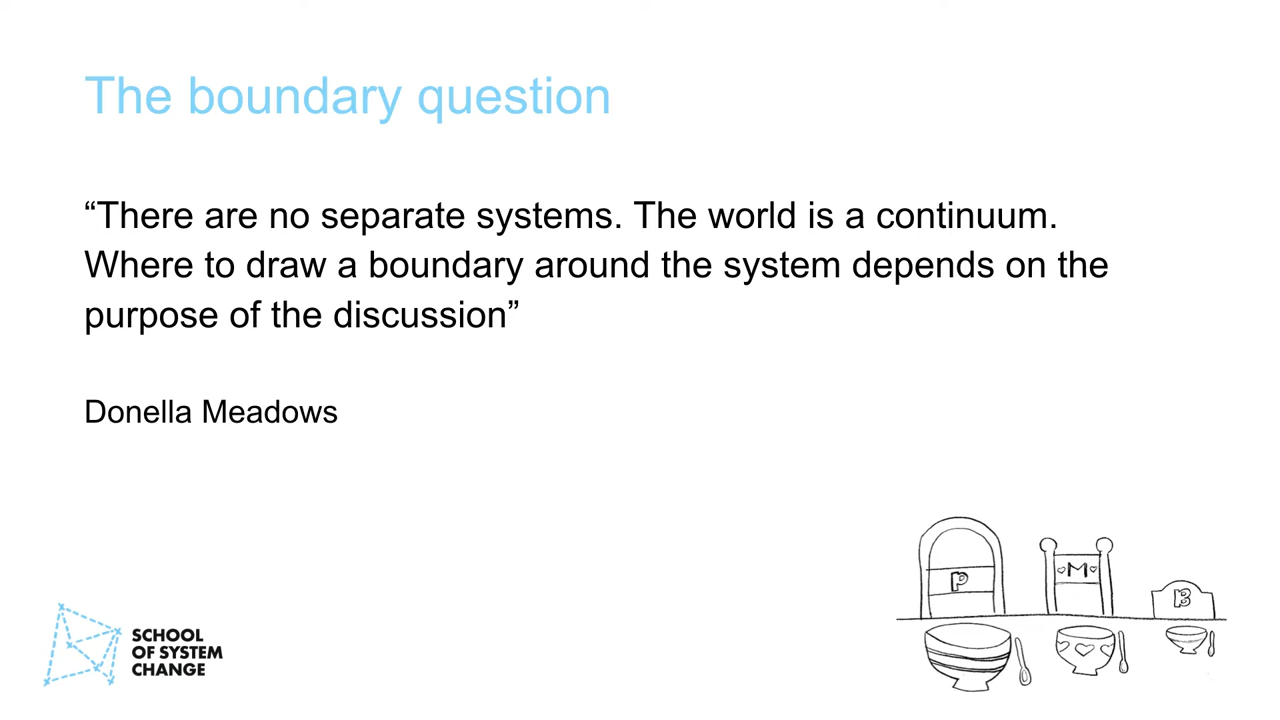 The boundary question
“There are no separate systems. The world is a continuum.
Where to draw a boundary around the system depends on the
purpose of the discussion”
Donella Meadows
SCHOOL
OF SYSTEM
CHANGE
P
M
B